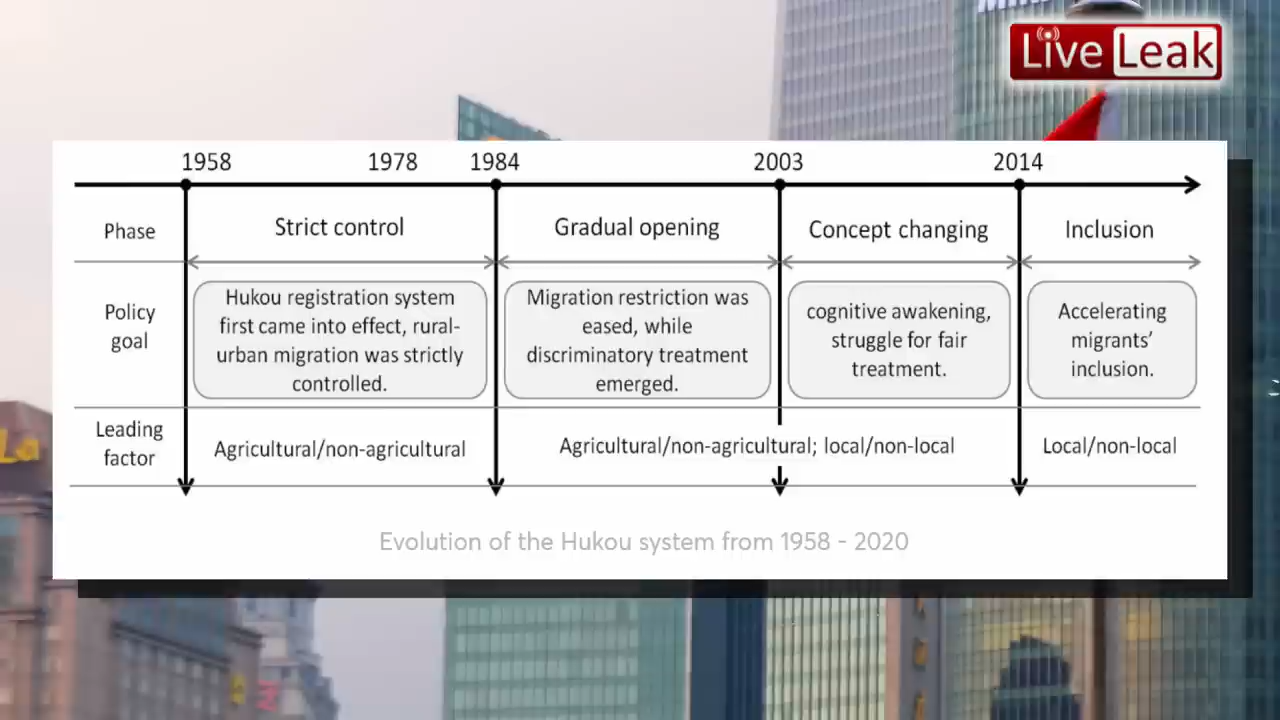 Live Leak
1958 1978 1984 2003 2014
Phase Strict control Gradual opening Concept changing Inclusion
Policy
goal
Hukou registration system
first came into effect, rural-
urban migration was strictly
controlled.
Migration restriction was
eased, while
discriminatory treatment
emerged.
cognitive awakening,
struggle for fair
treatment.
Accelerating
migrants’
inclusion.
Leading
factor
Agricultural/non-agricultural
Agricultural/non-agricultural; local/non-local
Local/non-local
Evolution of the Hukou system from 1958 - 2020